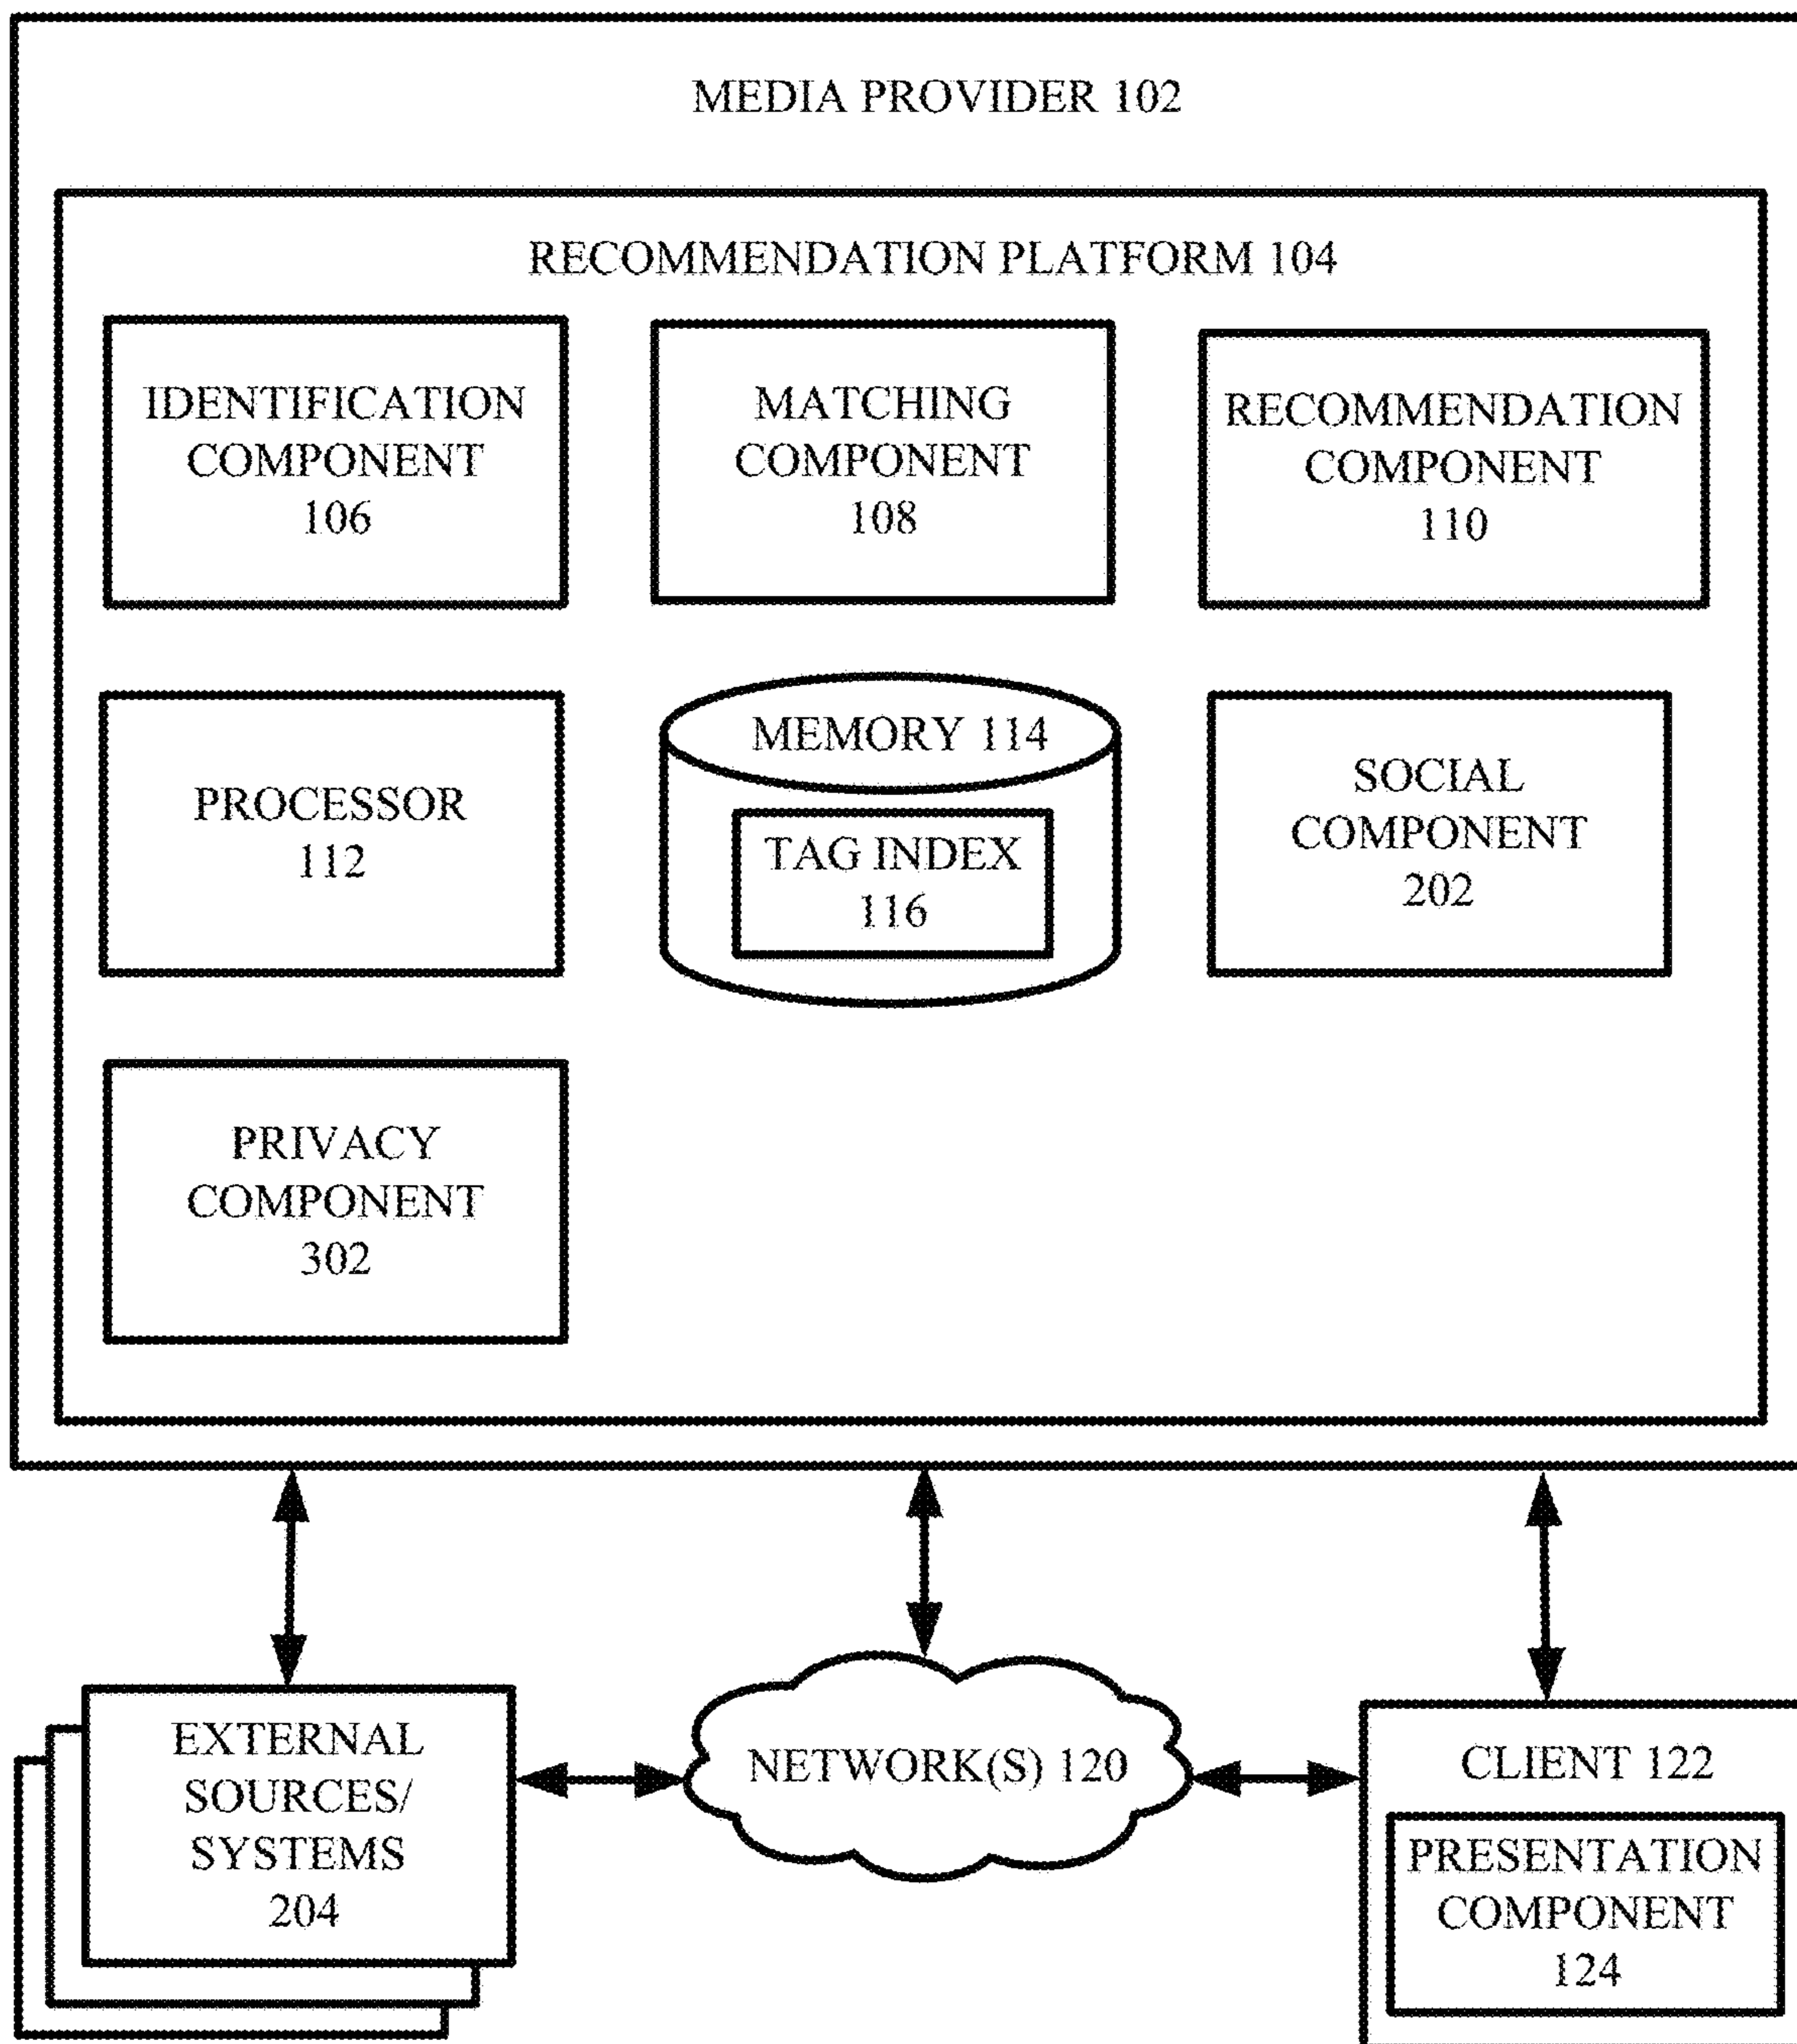 MEDIA PROVIDER 102
RECOMMENDATION PLATFORM 104
IDENTIFICATION
COMPONENT
106
MATCHING
COMPONENT
108
RECOMMENDATION
COMPONENT
110
PROCESSOR
112
MEMORY 114
TAG INDEX
116
SOCIAL
COMPONENT
202
PRIVACY
COMPONENT
302
EXTERNAL
SOURCES/
SYSTEMS
204
NETWORK(S) 120
CLIENT 122
PRESENTATION
COMPONENT
124